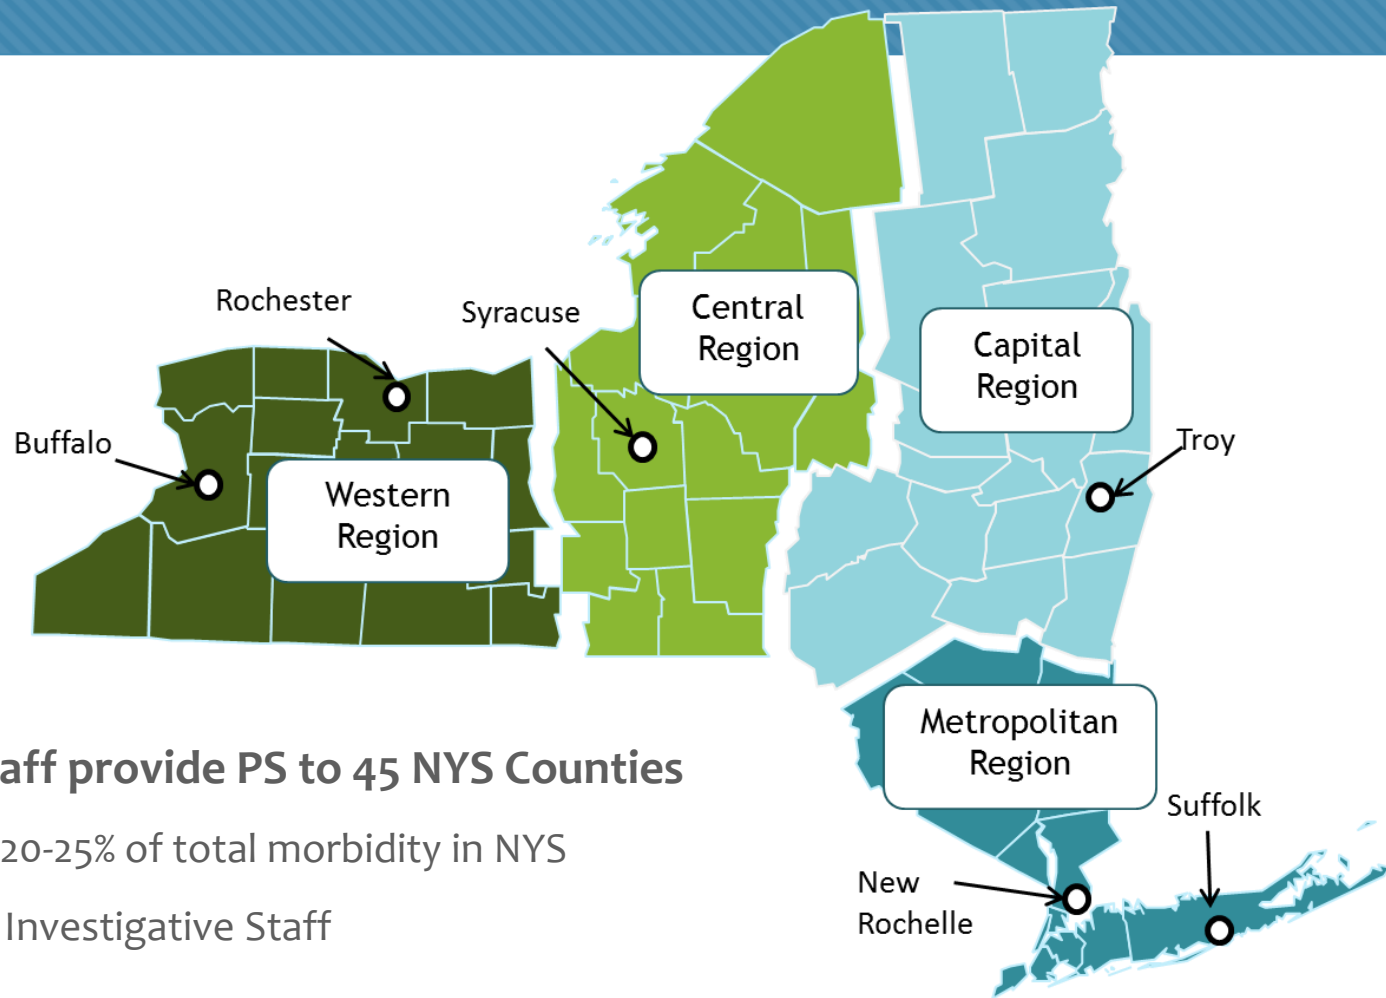 Rochester
Syracuse
Central
Region
Capital
Region
Buffalo
Troy
Western
Region
Metropolitan
Region
aff provide PS to 45 NYS Counties
Suffolk
20-25% of total morbidity in NYS
New
Rochelle
Investigative Staff